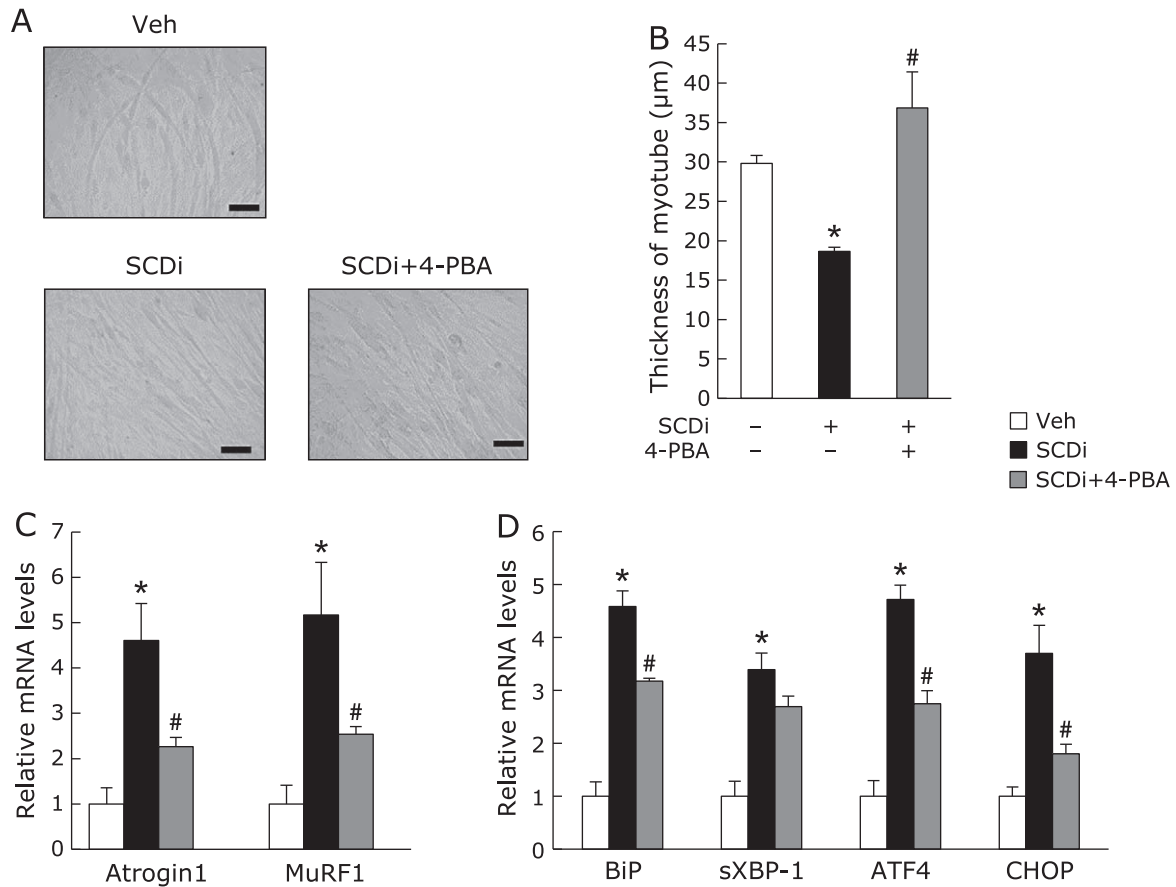 A
Veh
SCDi
SCDi+4-PBA
B
Thickness of myotube (µm)
45
40
35
30
25
20
15
10
5
0
*
#
SCDi − + +
4-PBA − − +
Veh
SCDi
SCDi+4-PBA
C
Relative mRNA levels
7
6
5
4
3
2
1
0
*
#
*
#
Atrogin1 MuRF1
D
Relative mRNA levels
6
5
4
3
2
1
0
*
#
*
*
#
*
#
BiP sXBP-1 ATF4 CHOP